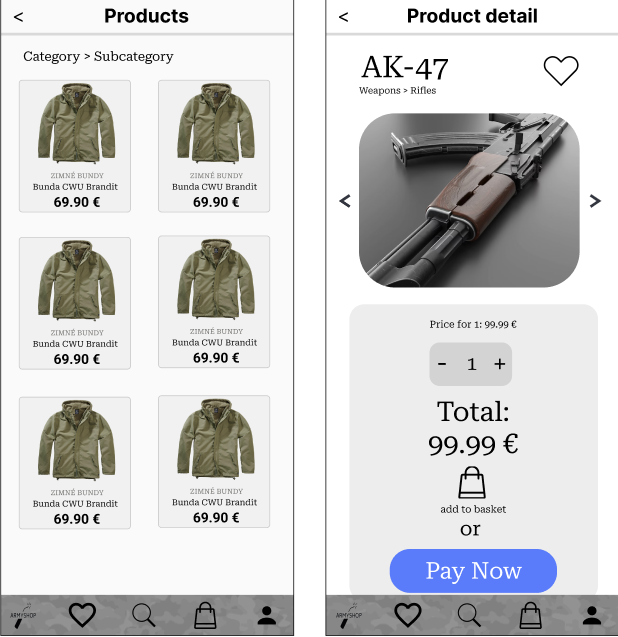 < Products
Category > Subcategory
ZIMNÉ BUNDY
Bunda CWU Brandit
69.90 €
ZIMNÉ BUNDY
Bunda CWU Brandit
69.90 €
ZIMNÉ BUNDY
Bunda CWU Brandit
69.90 €
ZIMNÉ BUNDY
Bunda CWU Brandit
69.90 €
ZIMNÉ BUNDY
Bunda CWU Brandit
69.90 €
ZIMNÉ BUNDY
Bunda CWU Brandit
69.90 €
ARMYSHOP
< Product detail
AK-47
Weapons > Rifles
< >
Price for 1: 99.99 €
- 1 +
Total:
99.99 €
add to basket
or
Pay Now
ARMYSHOP